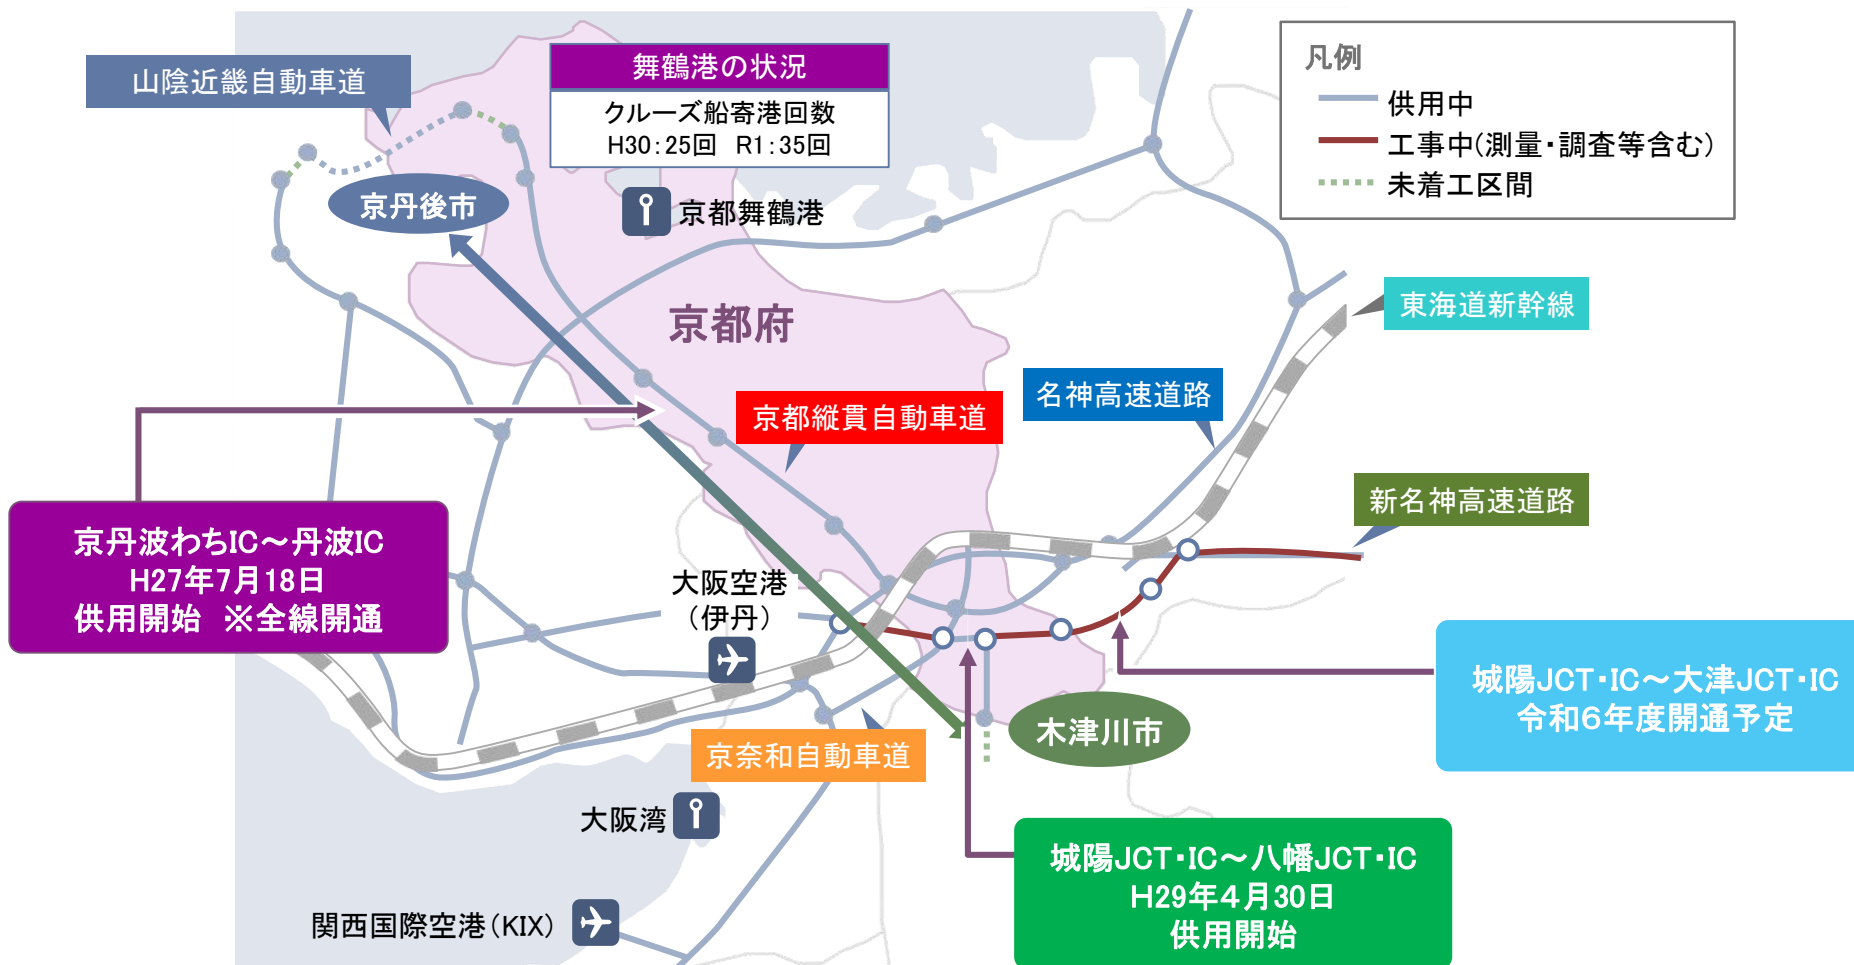 山陰近畿自動車道
舞鶴港の状況
クルーズ船寄港回数
H30:25回 R1:35回
凡例
供用中
工事中(測量・調査等含む)
未着工区間
京丹後市
京都舞鶴港
京都府
東海道新幹線
名神高速道路
京都縦貫自動車道
新名神高速道路
京丹波わちIC~丹波IC
H27年7月18日
供用開始 ※全線開通
大阪空港
(伊丹)
城陽JCT・IC~大津JCT・IC
令和6年度開通予定
木津川市
京奈和自動車道
大阪湾
城陽JCT・IC~八幡JCT・IC
H29年4月30日
供用開始
関西国際空港(KIX)